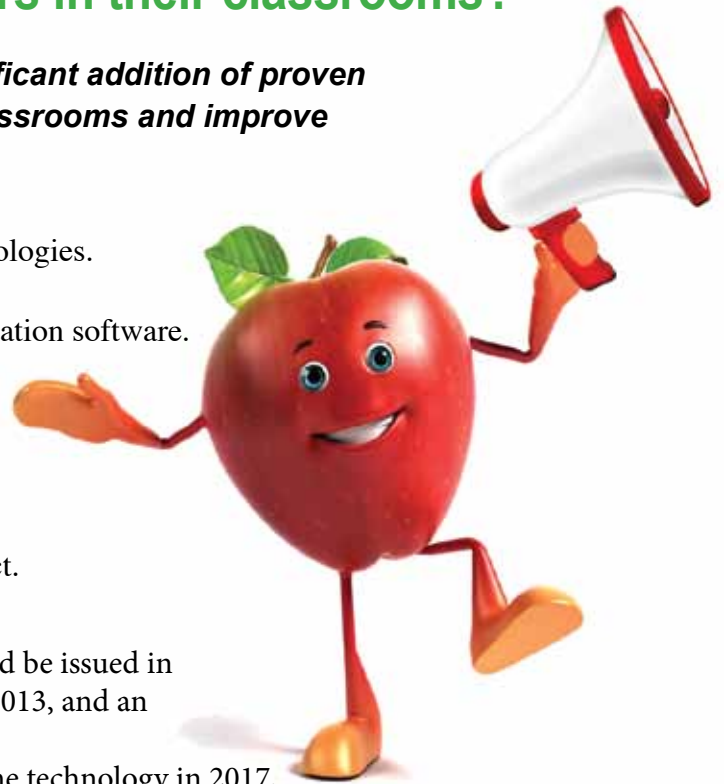 in their classrooms?
ficant addition of proven
ssrooms and improve
ologies.
ation software.
ct.
d be issued in
013, and an
he technology in 2017